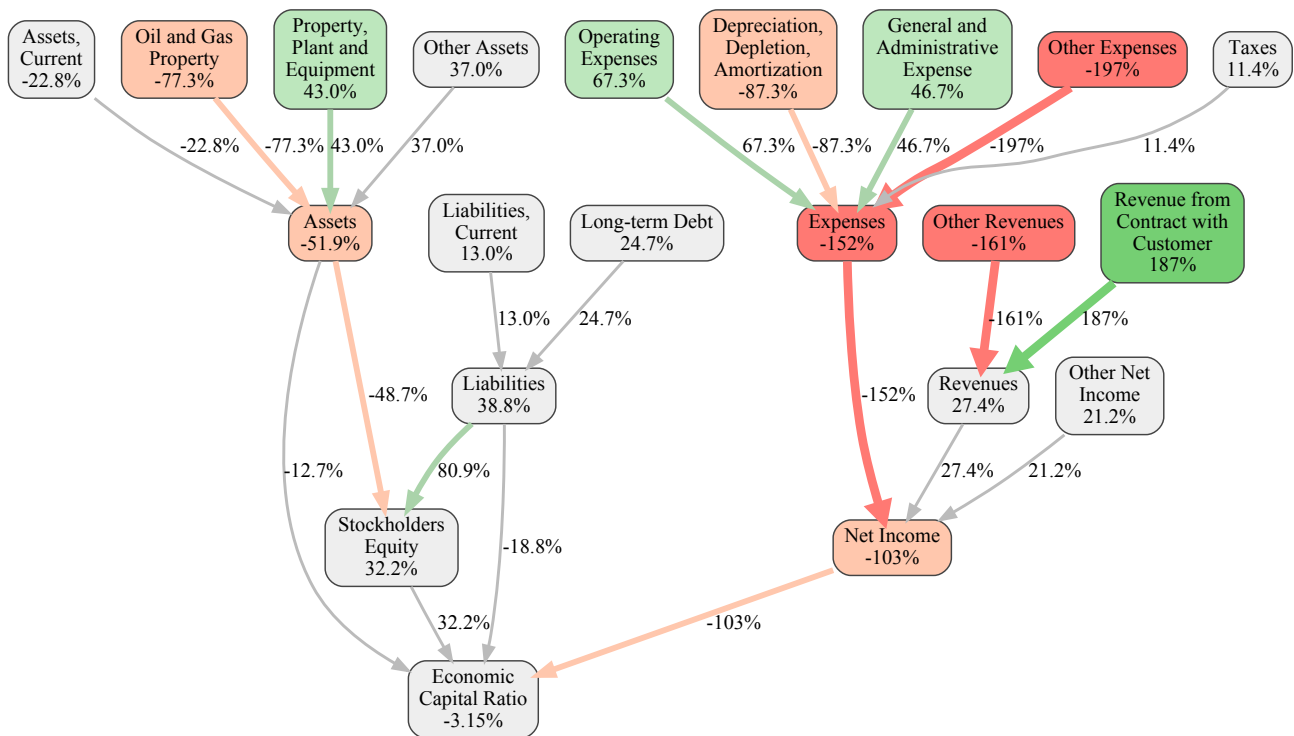 Assets,
Current
-22.8%
Oil and Gas
Property
-77.3%
Property,
Plant and
Equipment
43.0%
Other Assets
37.0%
Operating
Expenses
67.3%
Depreciation,
Depletion,
Amortization
-87.3%
General and
Administrative
Expense
46.7%
Other Expenses
-197%
Taxes
11.4%
-22.8%
-77.3%
43.0%
37.0%
67.3%
-87.3%
46.7%
-197%
11.4%
Assets
-51.9%
Liabilities,
Current
13.0%
Long-term Debt
24.7%
Expenses
-152%
Other Revenues
-161%
Revenue from
Contract with
Customer
187%
13.0%
24.7%
-161%
187%
-48.7%
Liabilities
38.8%
-152%
Revenues
27.4%
Other Net
Income
21.2%
-12.7%
80.9%
27.4%
21.2%
Stockholders
Equity
32.2%
-18.8%
Net Income
-103%
32.2%
-103%
Economic
Capital Ratio
-3.15%